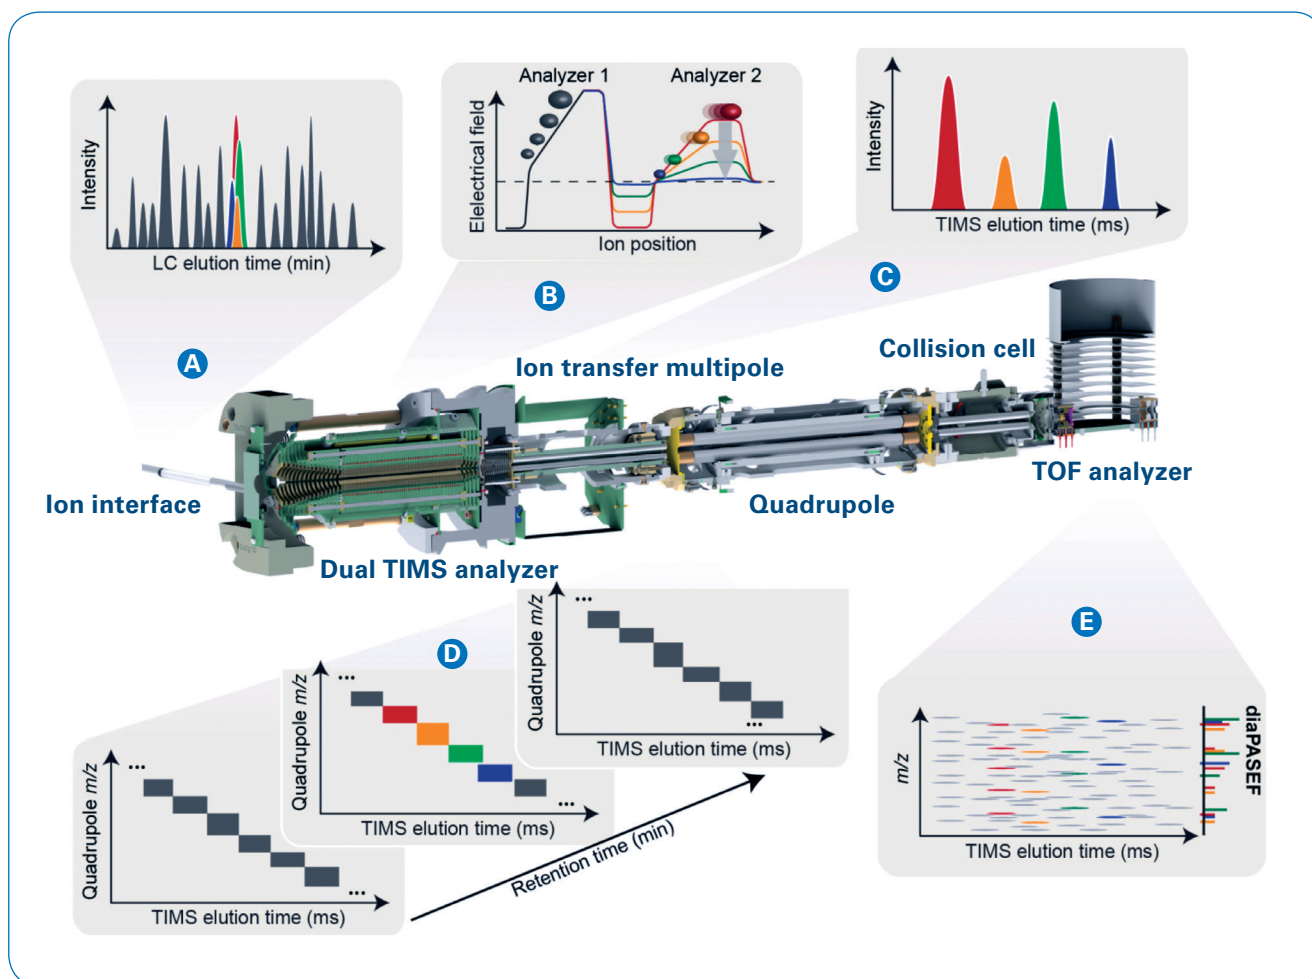 Intensity
LC elution time (min)
A
Analyzer 1
Analyzer 2
Elelectrical field
Ion position
B
Intensity
TIMS elution time (ms)
C
Ion interface
Dual TIMS analyzer
Ion transfer multipole
Quadrupole
Collision cell
TOF analyzer
D
...
Quadrupole m/z
...
TIMS elution time (ms)
...
Quadrupole m/z
...
TIMS elution time (ms)
...
Quadrupole m/z
...
TIMS elution time (ms)
Retention time (min)
E
m/z
TIMS elution time (ms)
diaPASEF